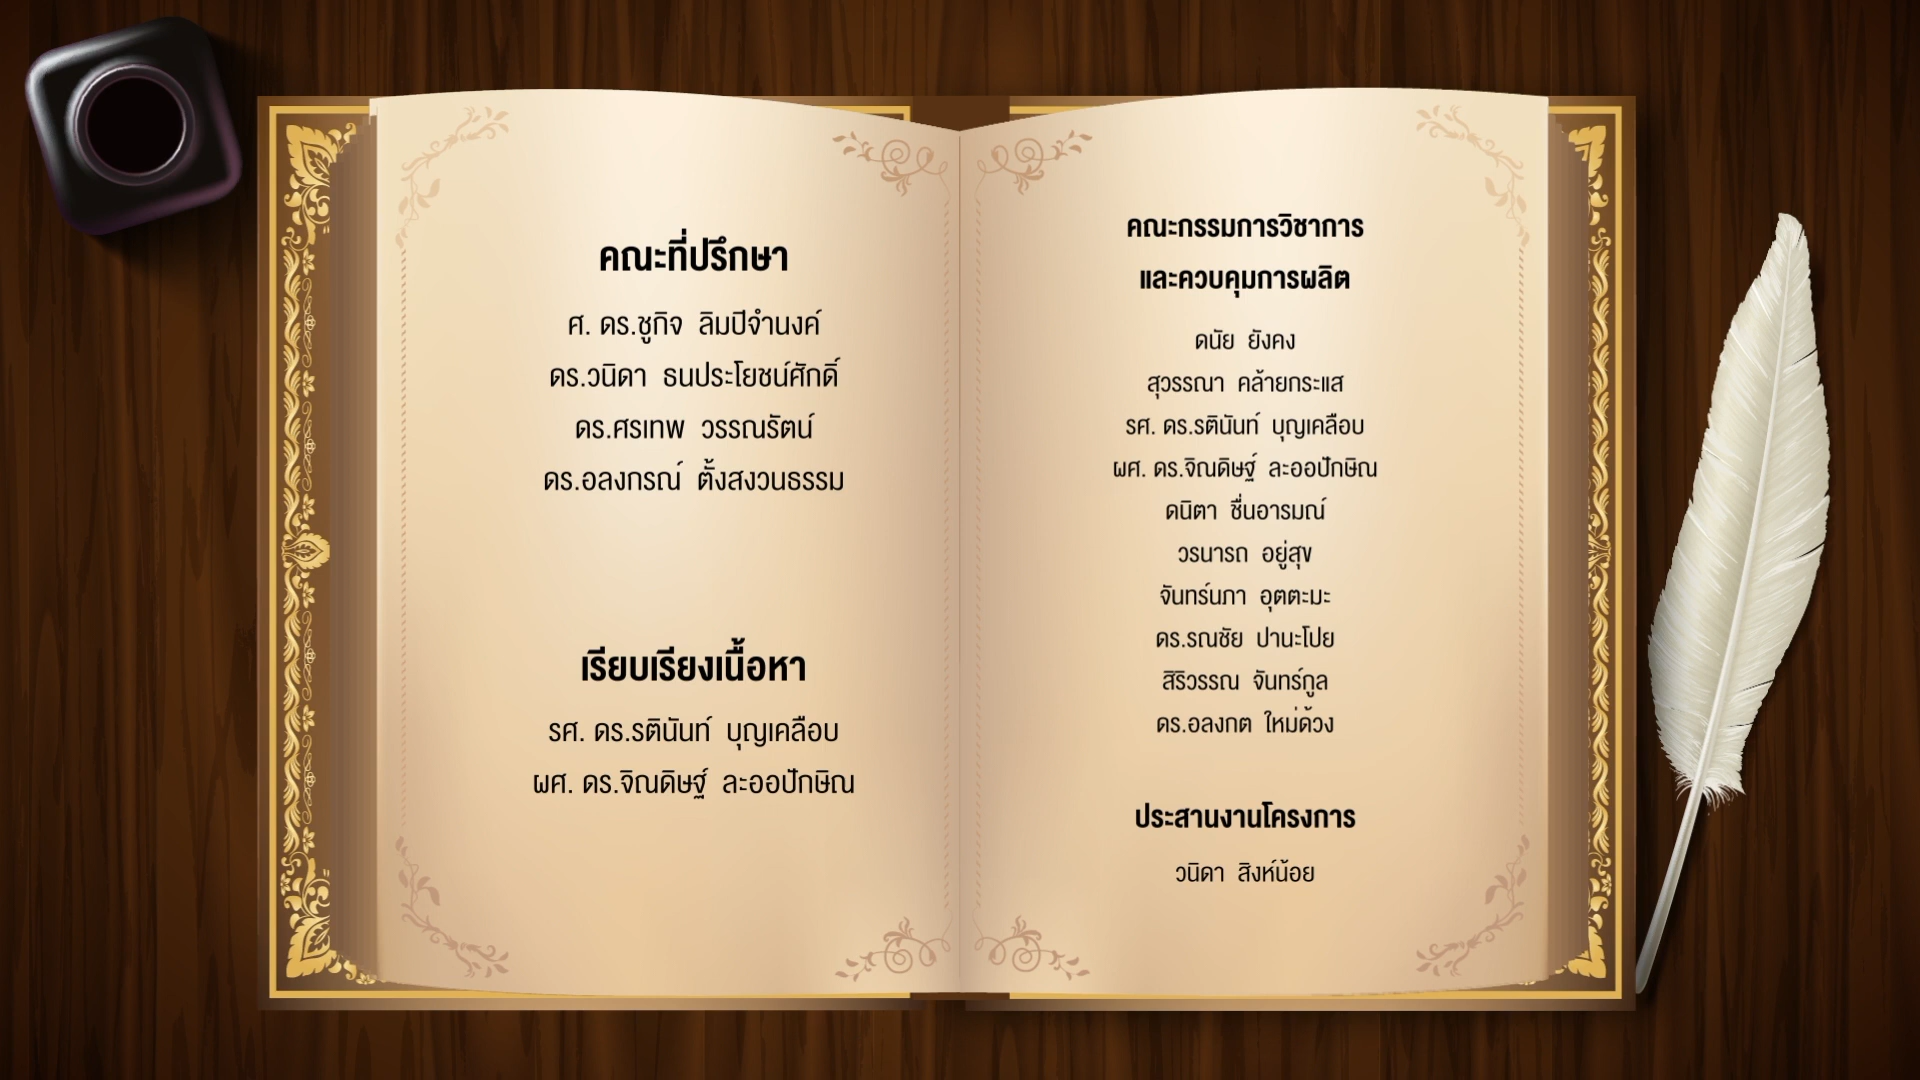 คณะที่ปรึกษา
ศ. ดร.ชูกิจ ลิมปิจำนงค์
ดร.วนิดา ธนประโยชน์ศักดิ์
ดร.ศรเทพ วรรณรัตน์
ดร.อลงกรณ์ ตั้งสงวนธรรม
เรียบเรียงเนื้อหา
รศ. ดร.รตินันท์ บุญเคลือบ
ผศ. ดร.จิณดิษฐ์ ละออปักษิณ
คณะกรรมการวิชาการ
และควบคุมการผลิต
ดนัย ยังคง
สุวรรณา คล้ายกระแส
รศ. ดร.รตินันท์ บุญเคลือบ
ผศ. ดร.จิณดิษฐ์ ละออปักษิณ
ดนิตา ชื่นอารมณ์
วรนารถ อยู่สุข
จันทร์นภา อุตตะมะ
ดร.รณชัย ปานะโปย
สิริวรรณ จันทร์กูล
ดร.อลงกต ใหม่ด้วง
ประสานงานโครงการ
วนิดา สิงห์น้อย